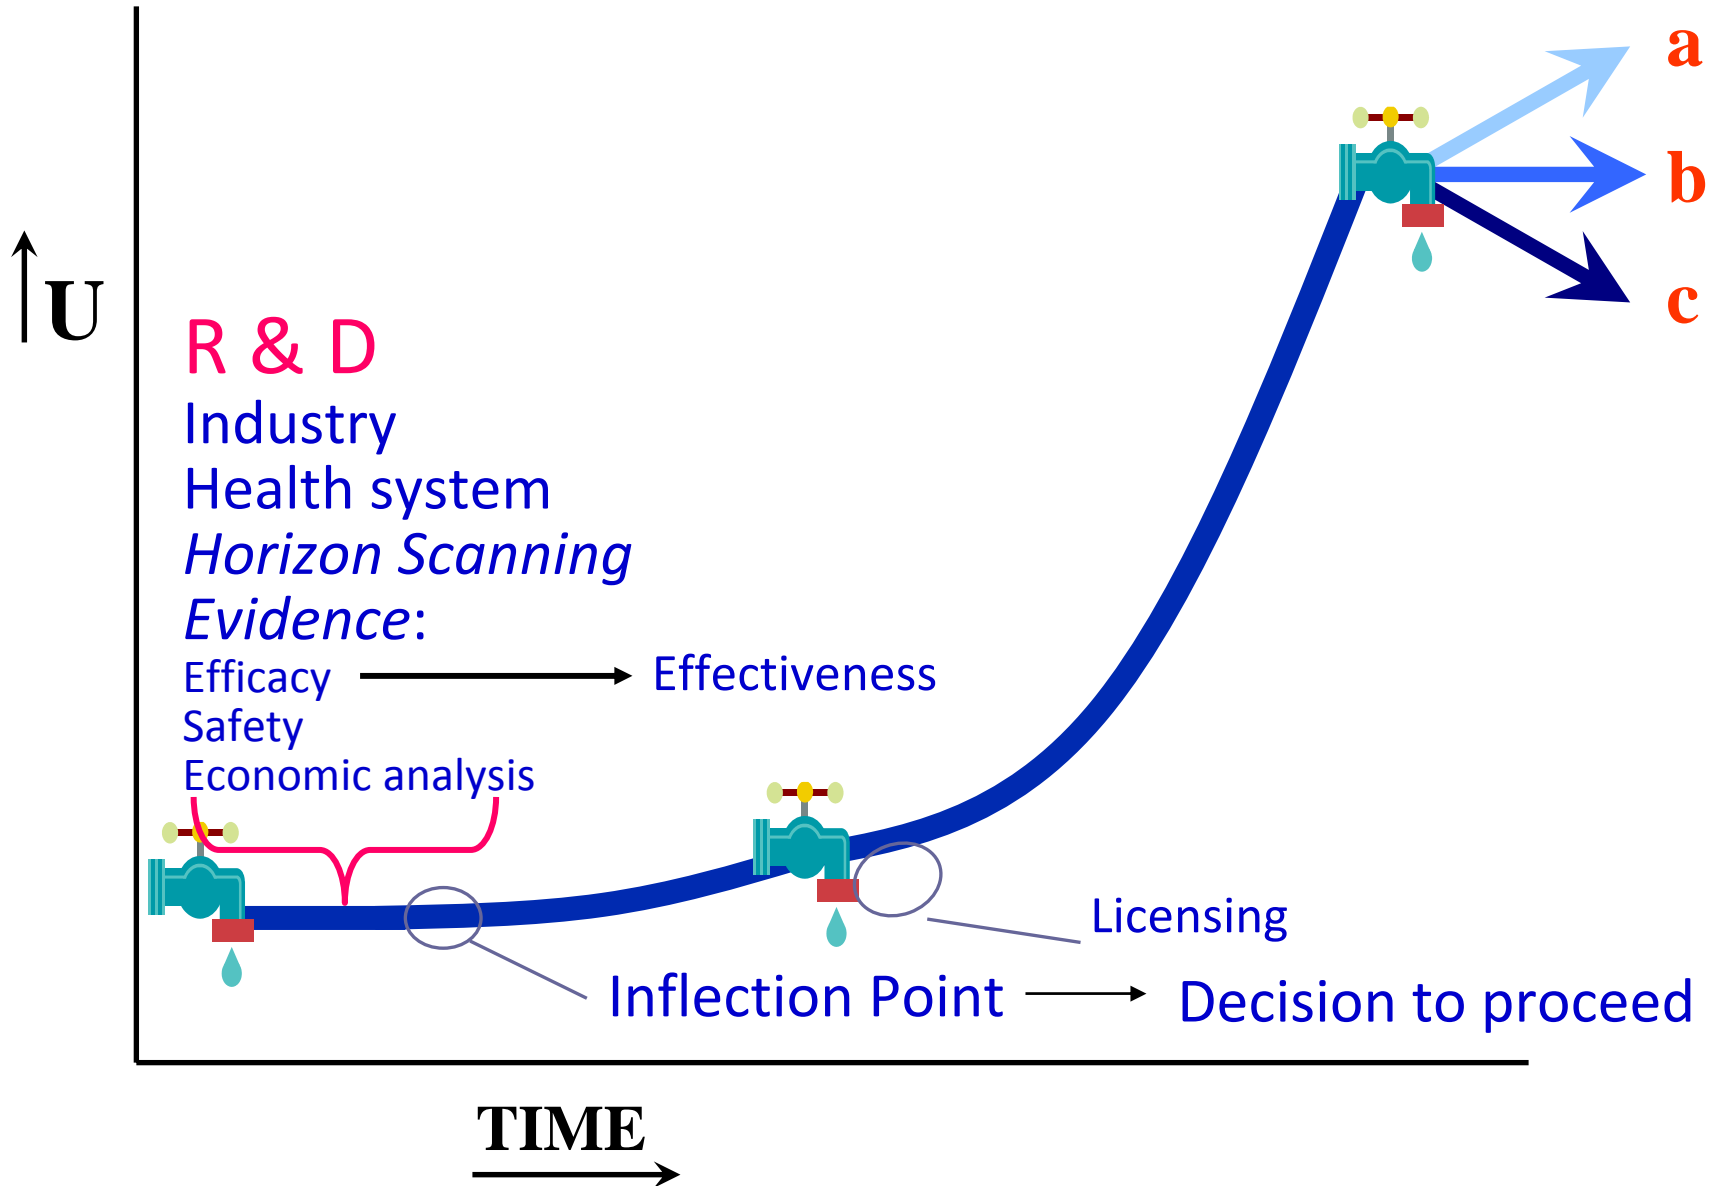 a
b
c
U
R & D
Industry
Health system
Horizon Scanning
Evidence:
Efficacy
Effectiveness
Safety
Economic analysis
Licensing
Inflection Point
Decision to proceed
TIME